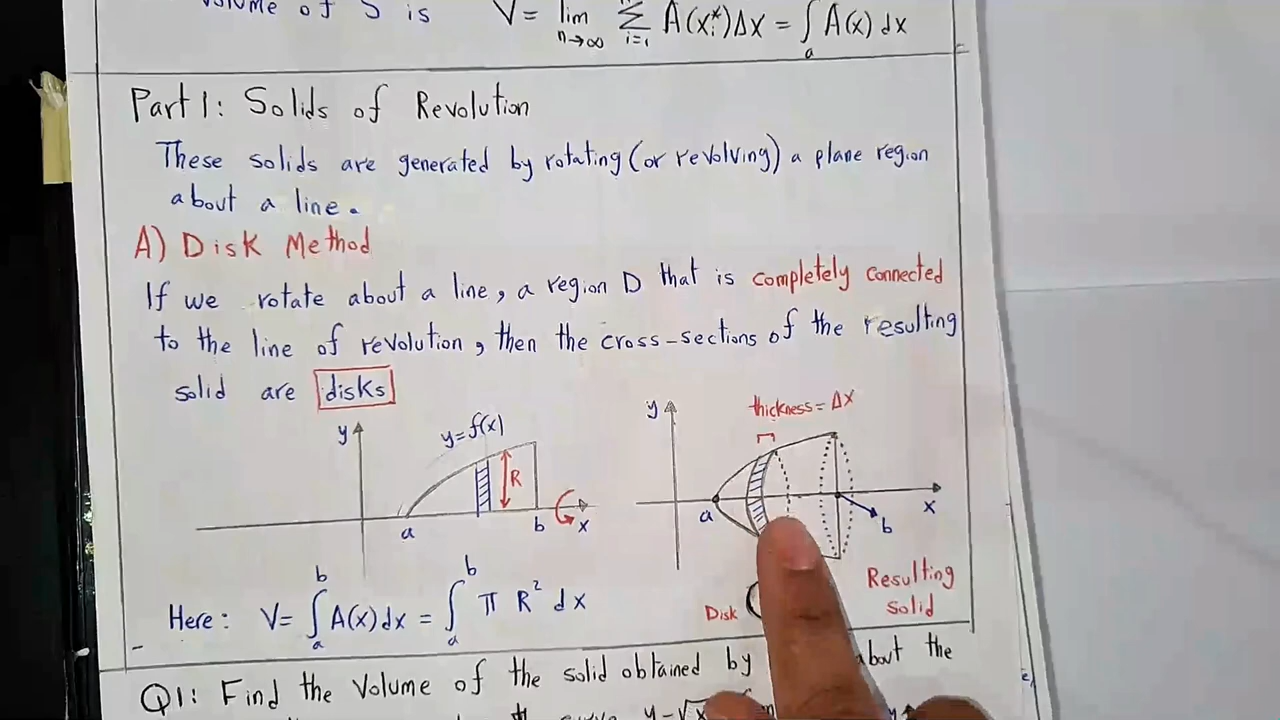 Volume of S is V = lim n→∞ Σ i=1 A(xᵢ*)Δx = ∫ₐ A(x) dx
Part 1: Solids of Revolution
These solids are generated by rotating (or revolving) a plane region
about a line.
A) Disk Method
If we rotate about a line, a region D that is completely connected
to the line of revolution, then the cross-sections of the resulting
solid are disks
y
y=f(x)
R
a
b
x
y
thickness = Δx
a
b
x
Disk
Resulting
solid
Here: V = ∫ₐᵇ A(x) dx = ∫ₐᵇ π R² dx
Q1: Find the Volume of the solid obtained by about the
y=√x